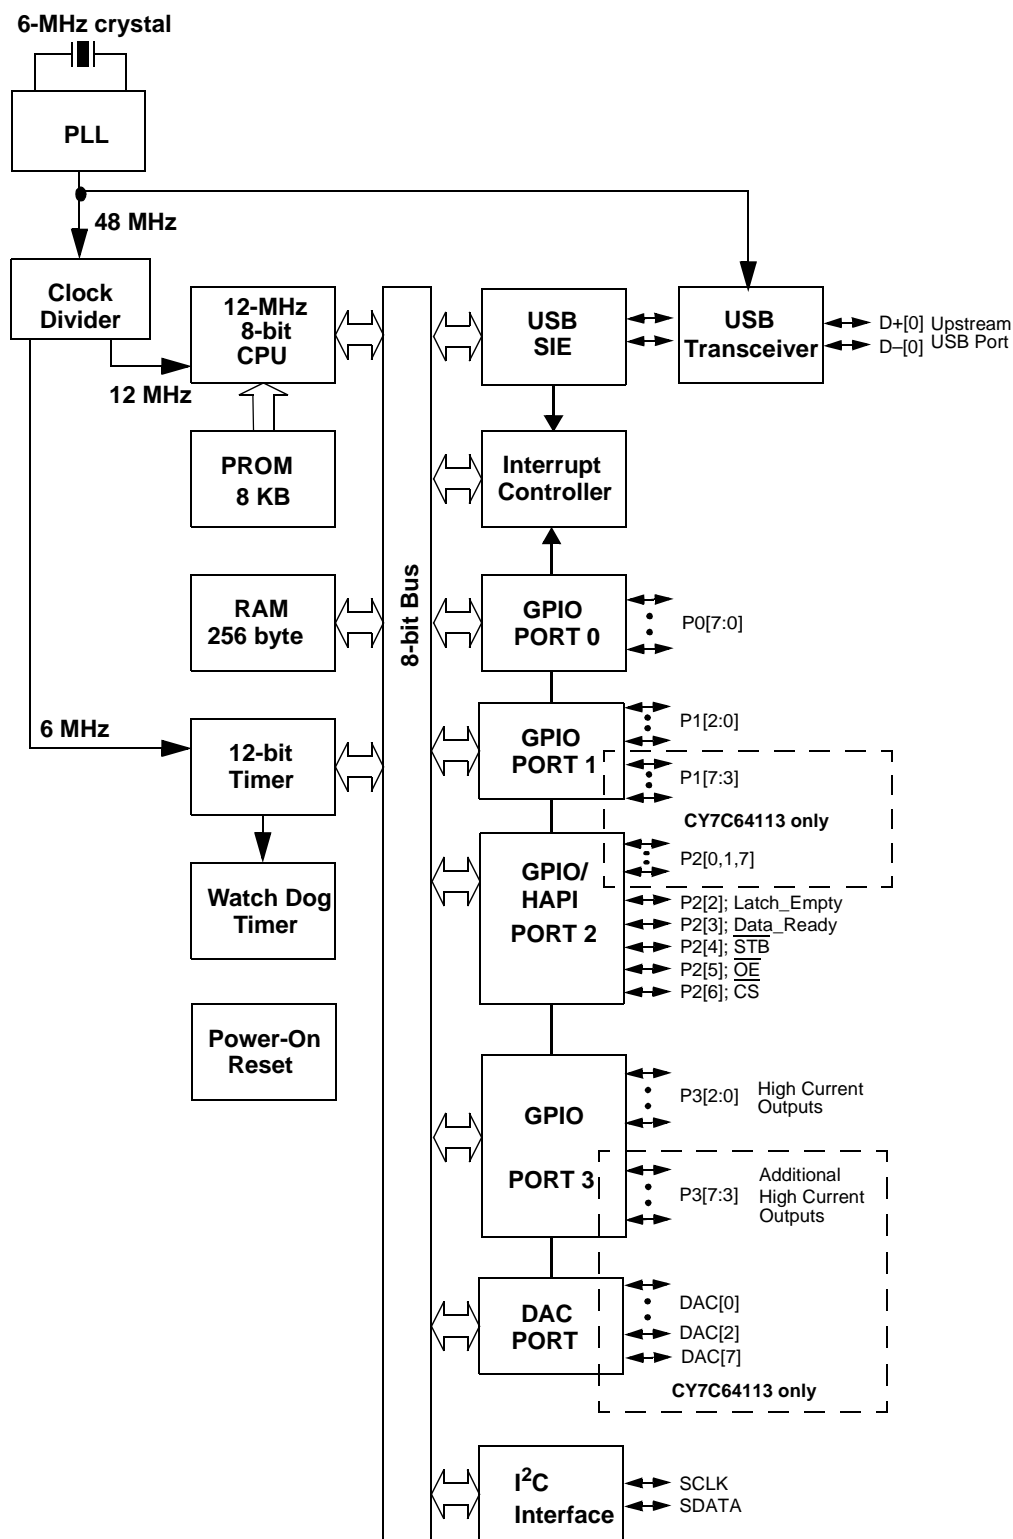 6-MHz crystal
PLL
48 MHz
Clock
Divider
12-MHz
8-bit
CPU
12 MHz
USB
SIE
USB
Transceiver
D+[0] Upstream
D–[0] USB Port
PROM
8 KB
Interrupt
Controller
8-bit Bus
RAM
256 byte
GPIO
PORT 0
P0[7:0]
6 MHz
12-bit
Timer
GPIO
PORT 1
P1[2:0]
P1[7:3]
CY7C64113 only
Watch Dog
Timer
GPIO/
HAPI
PORT 2
P2[0,1,7]
P2[2]; Latch_Empty
P2[3]; Data_Ready
P2[4]; S̅T̅B̅
P2[5]; O̅E̅
P2[6]; C̅S̅
Power-On
Reset
GPIO
PORT 3
P3[2:0]
High Current
Outputs
P3[7:3]
Additional
High Current
Outputs
DAC
PORT
DAC[0]
DAC[2]
DAC[7]
CY7C64113 only
I²C
Interface
SCLK
SDATA